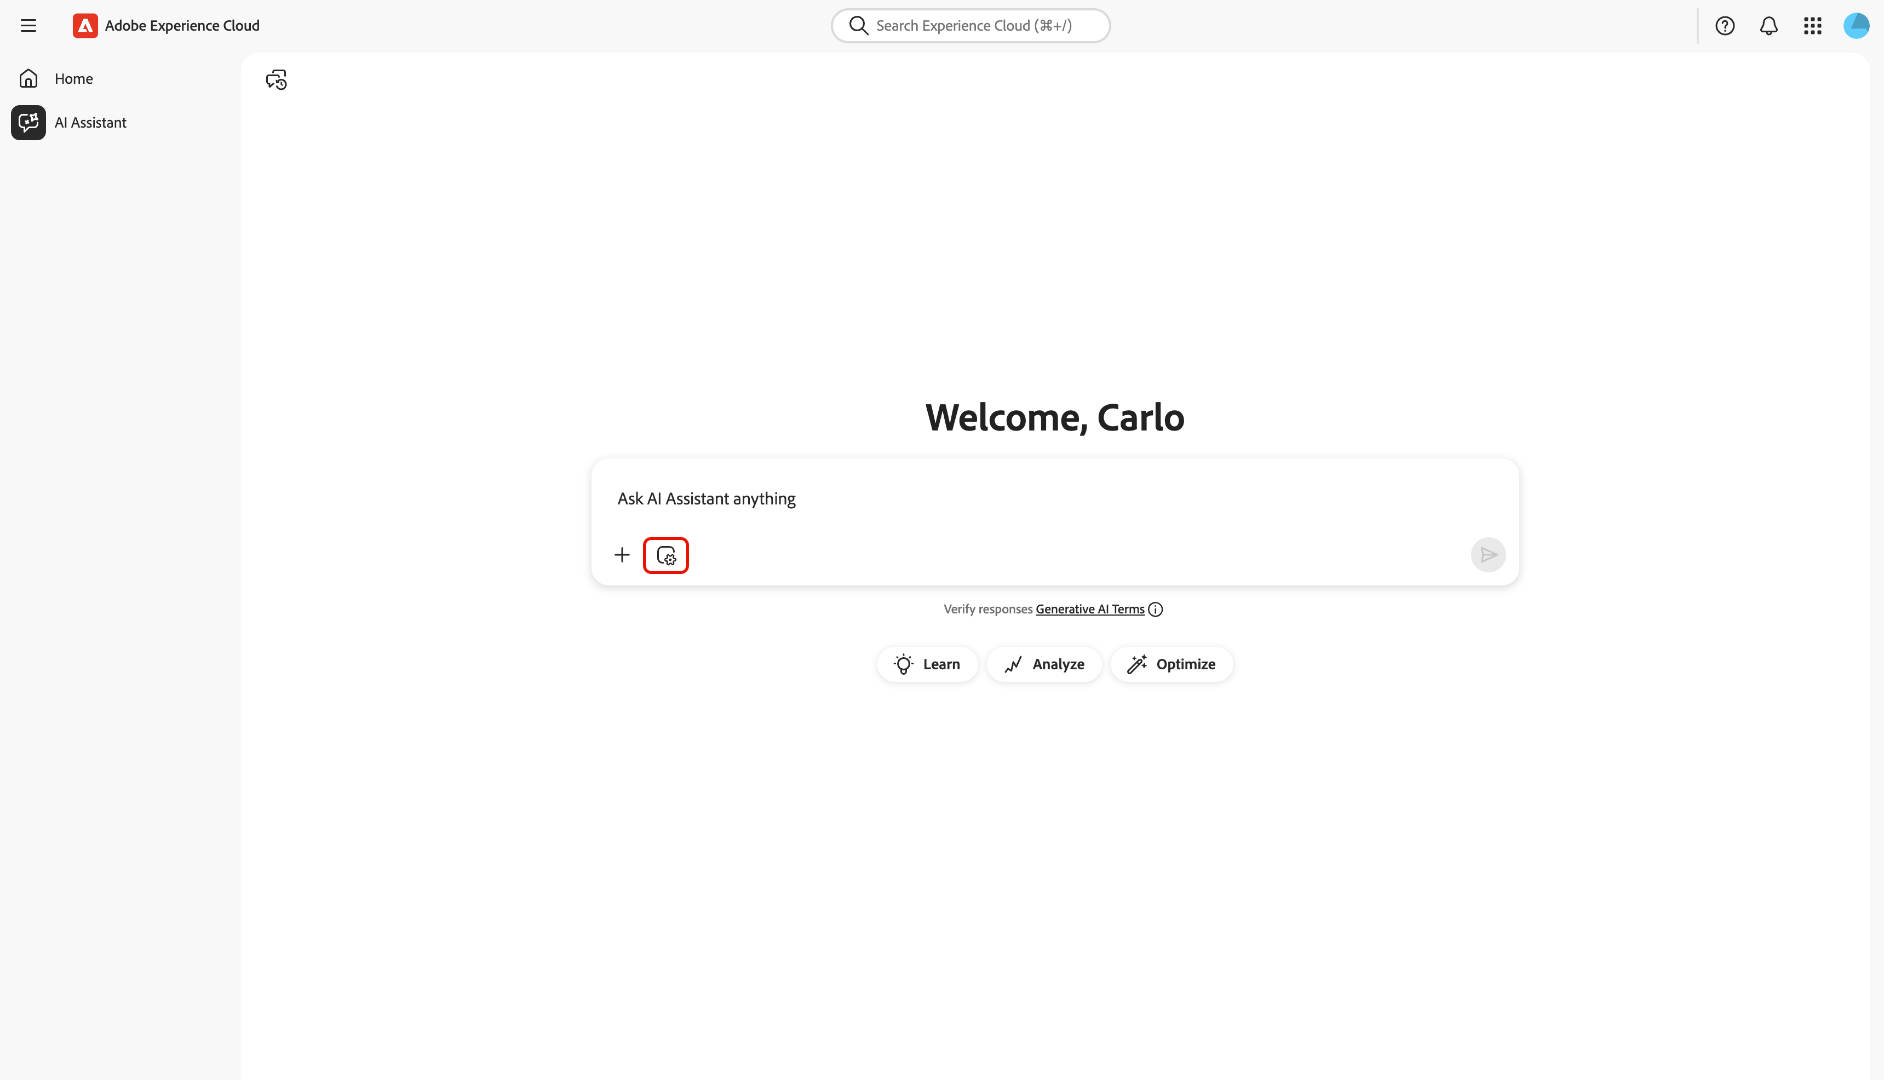 Adobe Experience Cloud
Search Experience Cloud (⌘+/)
Home
AI Assistant
Welcome, Carlo
Ask AI Assistant anything
Verify responses Generative AI Terms
Learn
Analyze
Optimize